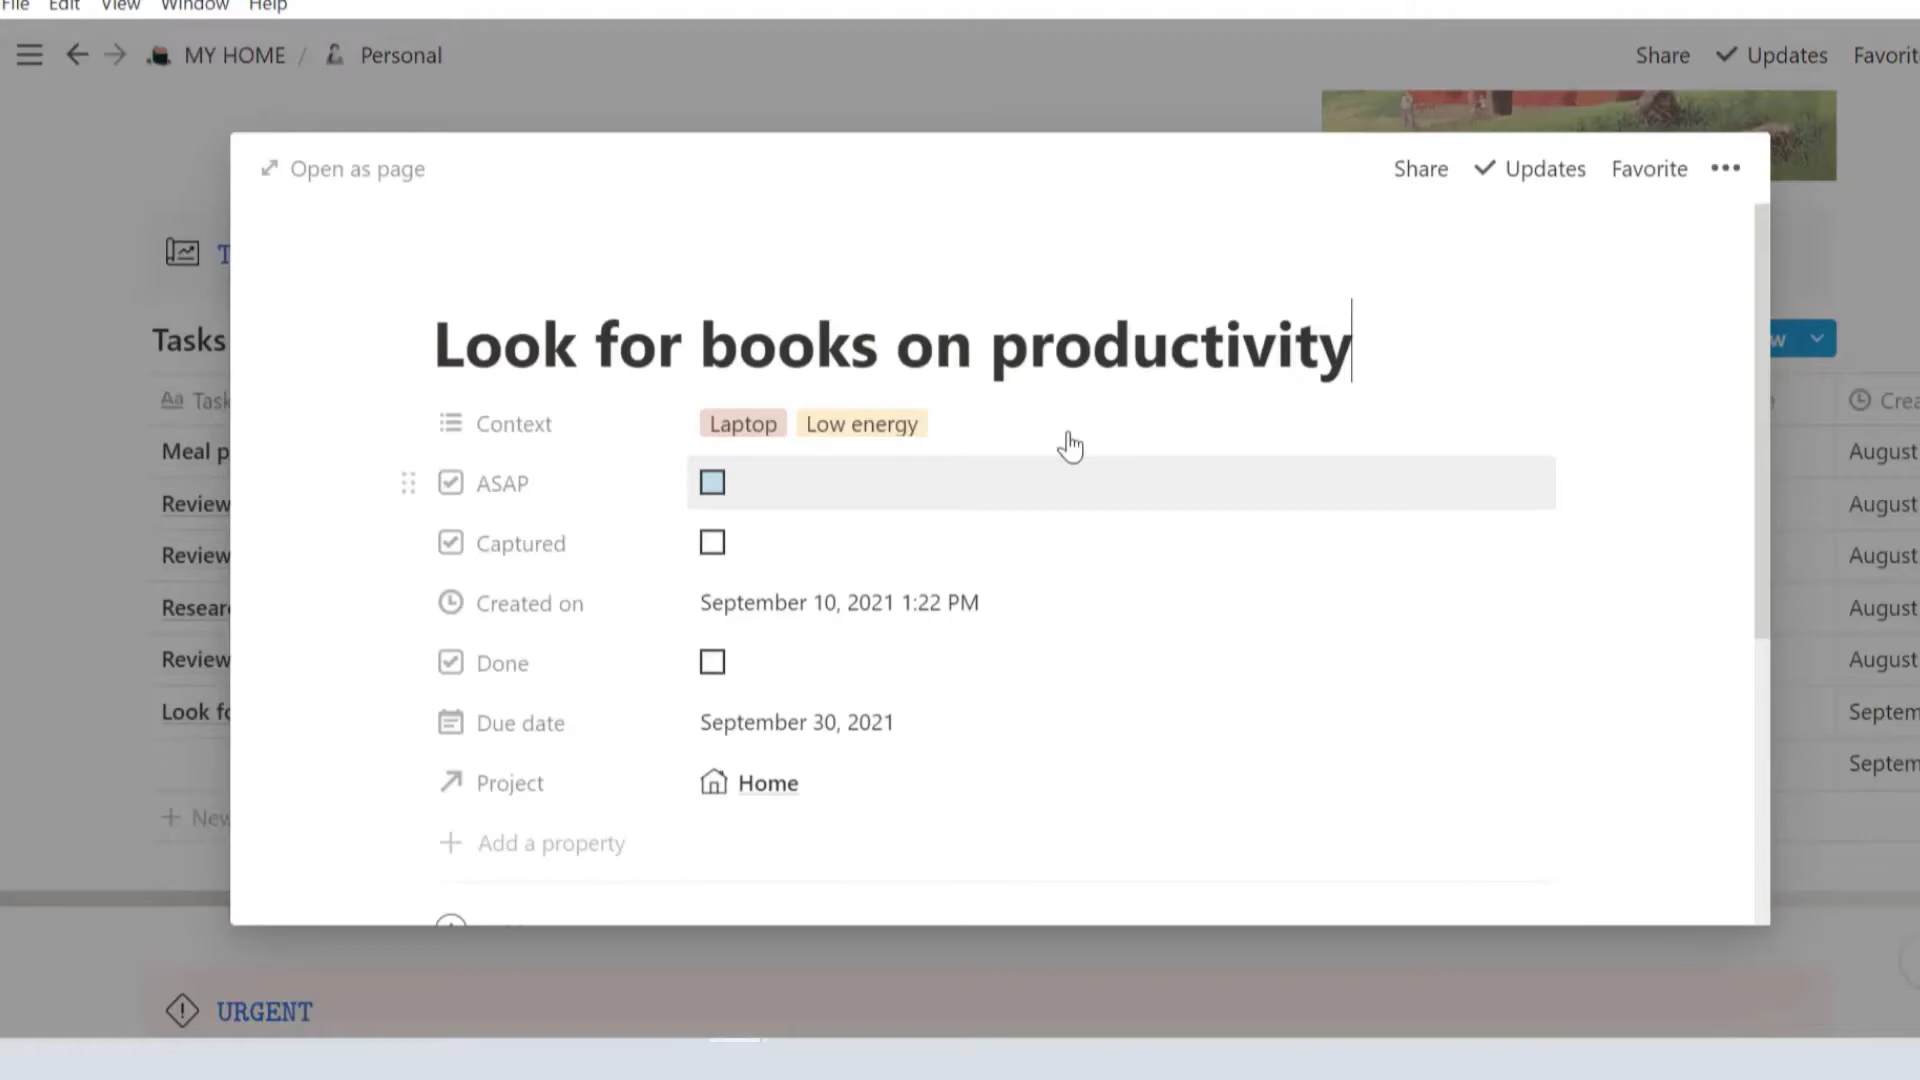 File Edit View Window Help
MY HOME / Personal
Share Updates Favorit
Open as page
Share Updates Favorite
T
Look for books on productivity
Tasks
w
Aa Task
Crea
Context Laptop Low energy
Meal p
August
ASAP
Review
August
Captured
Review
August
Created on September 10, 2021 1:22 PM
Resear
August
Done
Review
August
Look fo
Due date September 30, 2021
Septem
Septem
Project Home
New
Add a property
URGENT